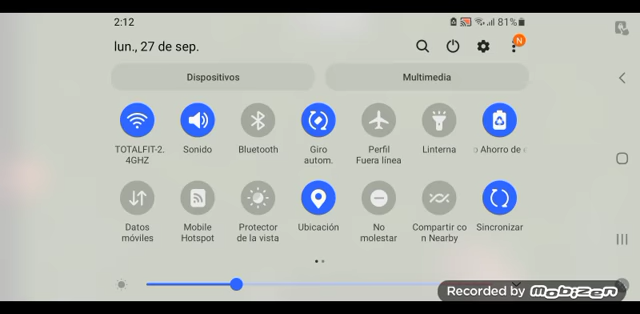 2:12
81%
lun., 27 de sep.
N
Dispositivos
Multimedia
TOTALFIT-2.
4GHZ
Sonido
Bluetooth
Giro
autom.
Perfil
Fuera línea
Linterna
Ahorro de
Datos
móviles
Mobile
Hotspot
Protector
de la vista
Ubicación
No
molestar
Compartir co
n Nearby
Sincronizar
Recorded by Mobizen